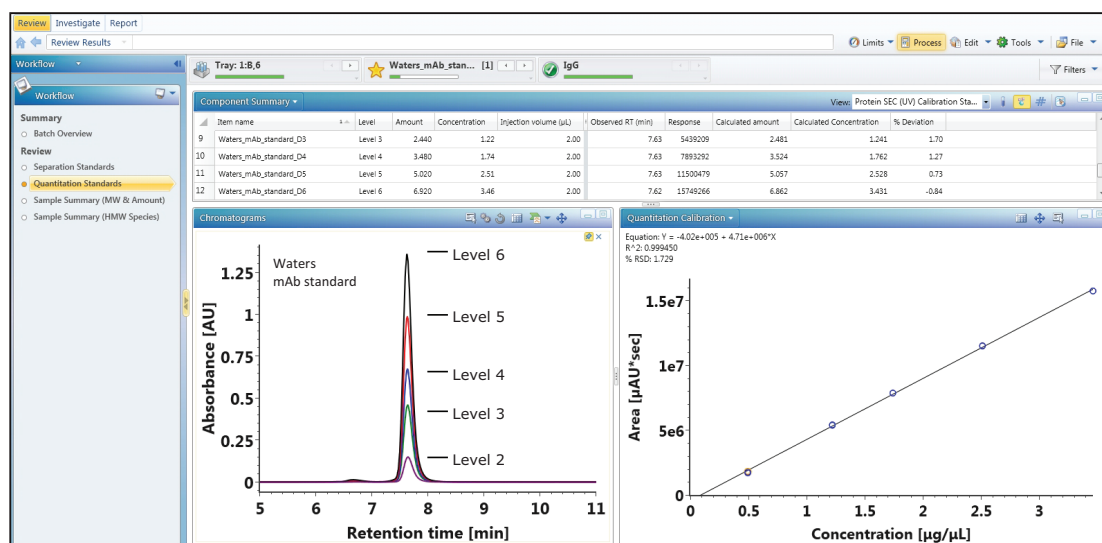 Review Investigate Report
Review Results
Limits Process Edit Tools File
Workflow
Tray: 1:B,6
Waters_mAb_stan... [1]
IgG
Filters
Workflow
Summary
Batch Overview
Review
Separation Standards
Quantitation Standards
Sample Summary (MW & Amount)
Sample Summary (HMW Species)
Component Summary
View: Protein SEC (UV) Calibration Sta...
Item name Level Amount Concentration Injection volume (µL) Observed RT (min) Response Calculated amount Calculated Concentration % Deviation
9 Waters_mAb_standard_D3 Level 3 2.440 1.22 2.00 7.63 5439209 2.481 1.241 1.70
10 Waters_mAb_standard_D4 Level 4 3.480 1.74 2.00 7.63 7893292 3.524 1.762 1.27
11 Waters_mAb_standard_D5 Level 5 5.020 2.51 2.00 7.63 11500479 5.057 2.528 0.73
12 Waters_mAb_standard_D6 Level 6 6.920 3.46 2.00 7.62 15749266 6.862 3.431 -0.84
Chromatograms
Waters
mAb standard
Level 6
Level 5
Level 4
Level 3
Level 2
Absorbance [AU]
1.25
1
0.75
0.5
0.25
0
5 6 7 8 9 10 11
Retention time [min]
Quantitation Calibration
Equation: Y = -4.02e+005 + 4.71e+006*X
R^2: 0.999450
% RSD: 1.729
Area [µAU*sec]
1.5e7
1e7
5e6
0
0 0.5 1 1.5 2 2.5 3
Concentration [µg/µL]